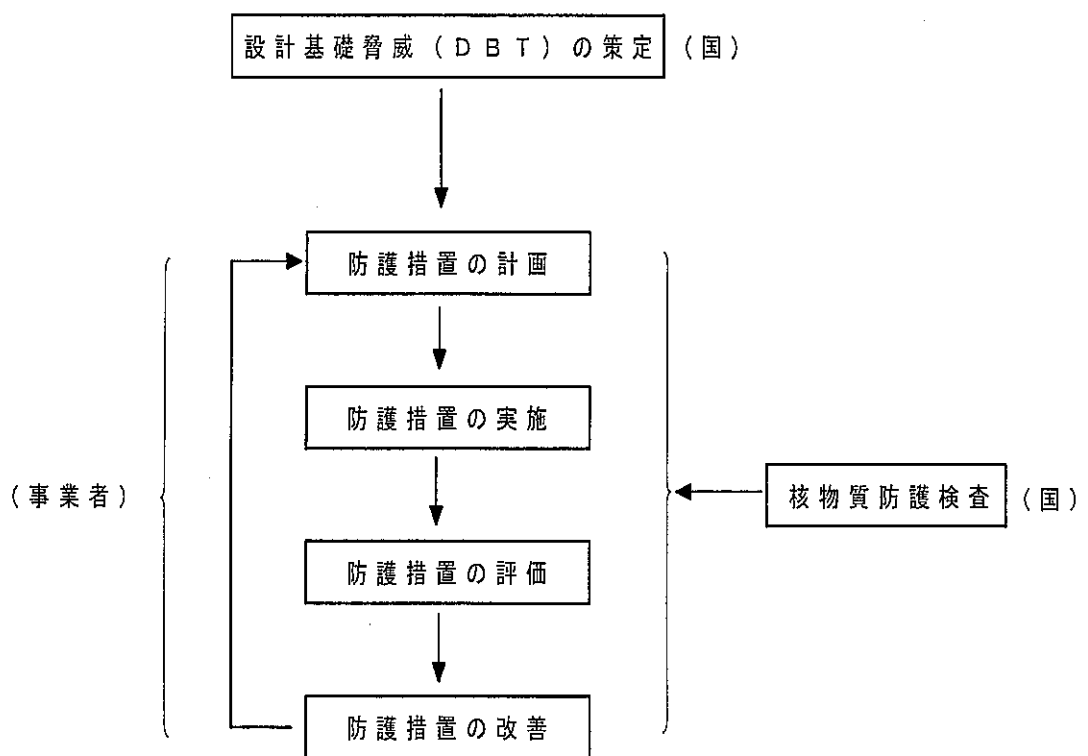 設計基礎脅威（DBT）の策定（国）
防護措置の計画
防護措置の実施
（事業者）
核物質防護検査（国）
防護措置の評価
防護措置の改善